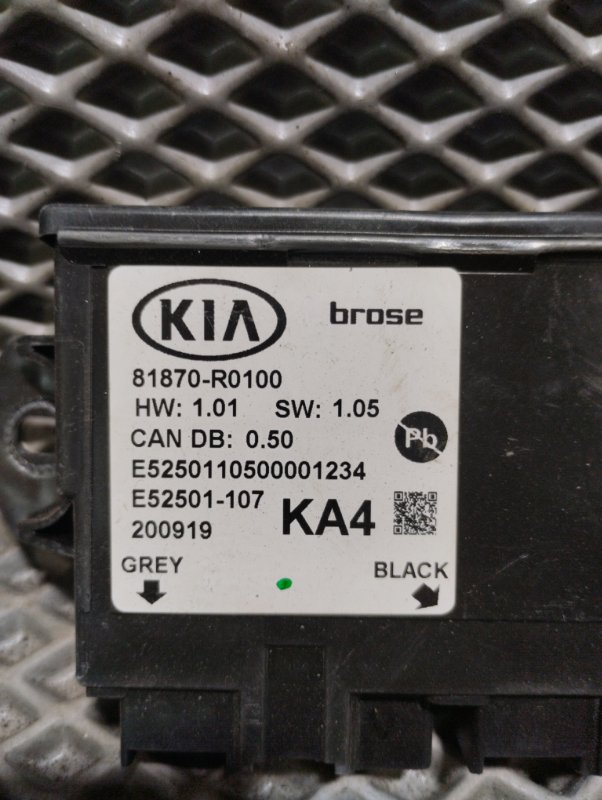 KIA brose
81870-R0100
HW: 1.01 SW: 1.05
CAN DB: 0.50
Pb
E5250110500001234
E52501-107
KA4
200919
GREY
BLACK